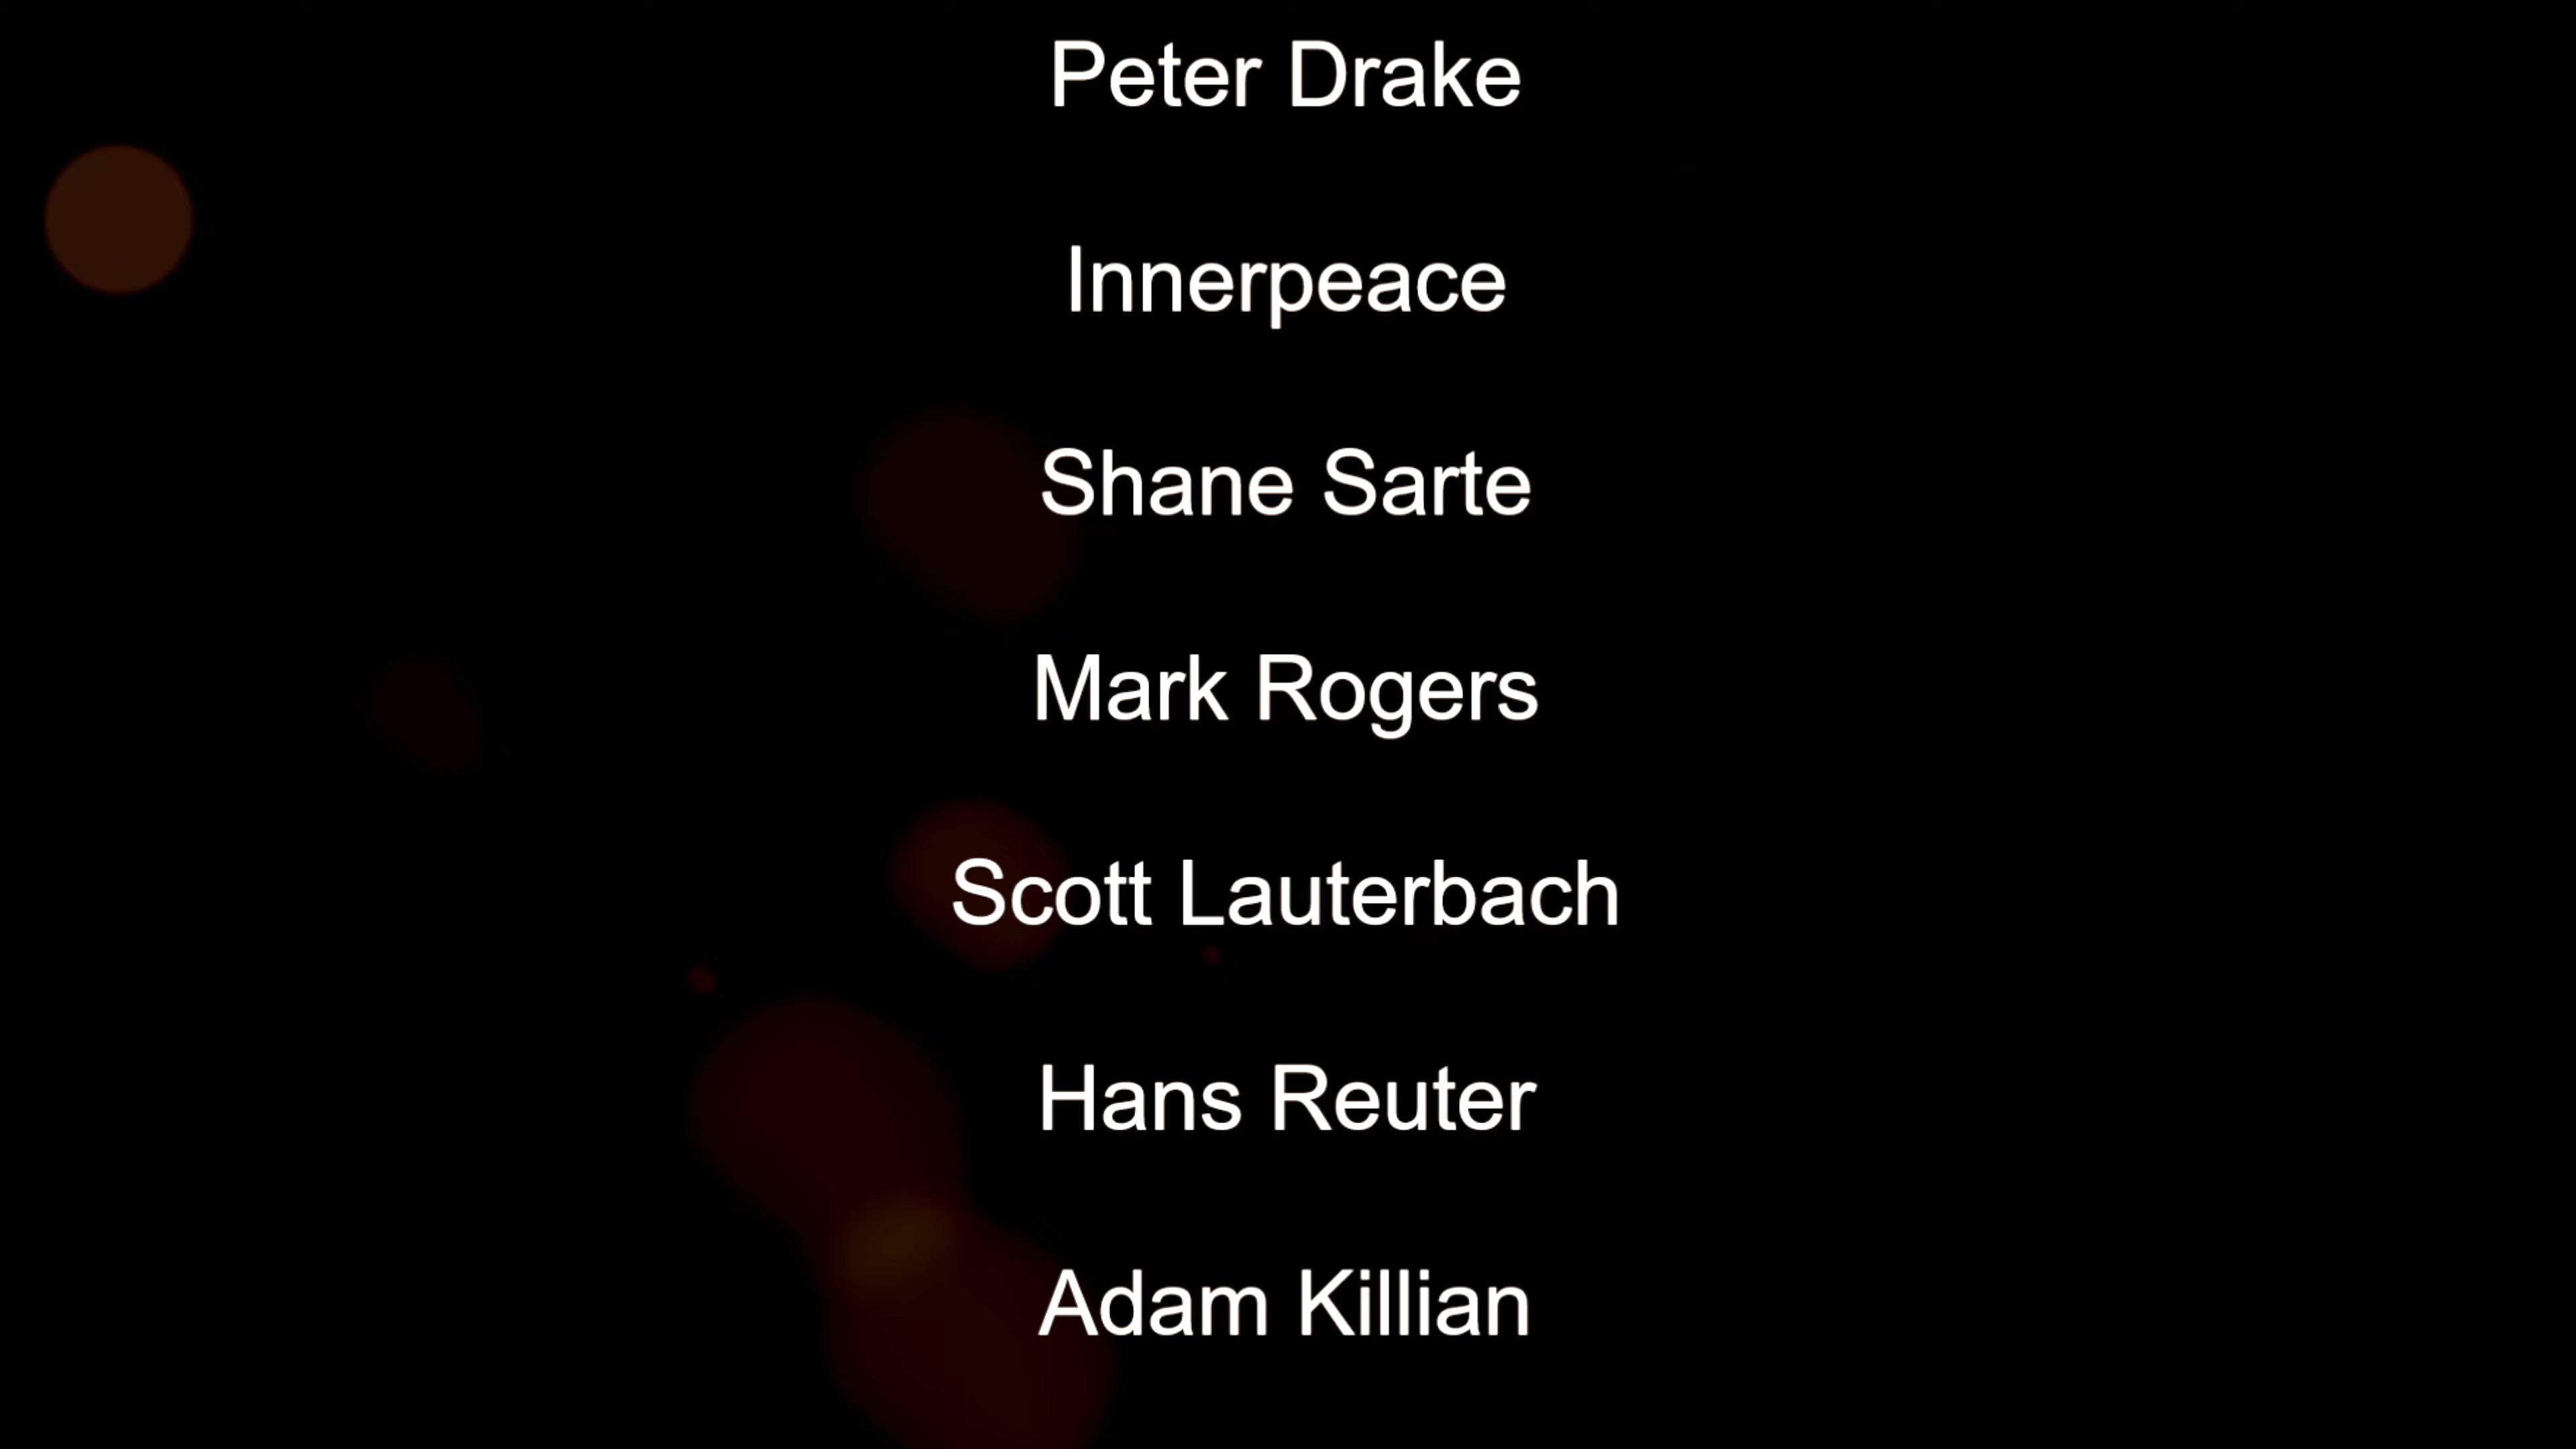 Peter Drake
Innerpeace
Shane Sarte
Mark Rogers
Scott Lauterbach
Hans Reuter
Adam Killian